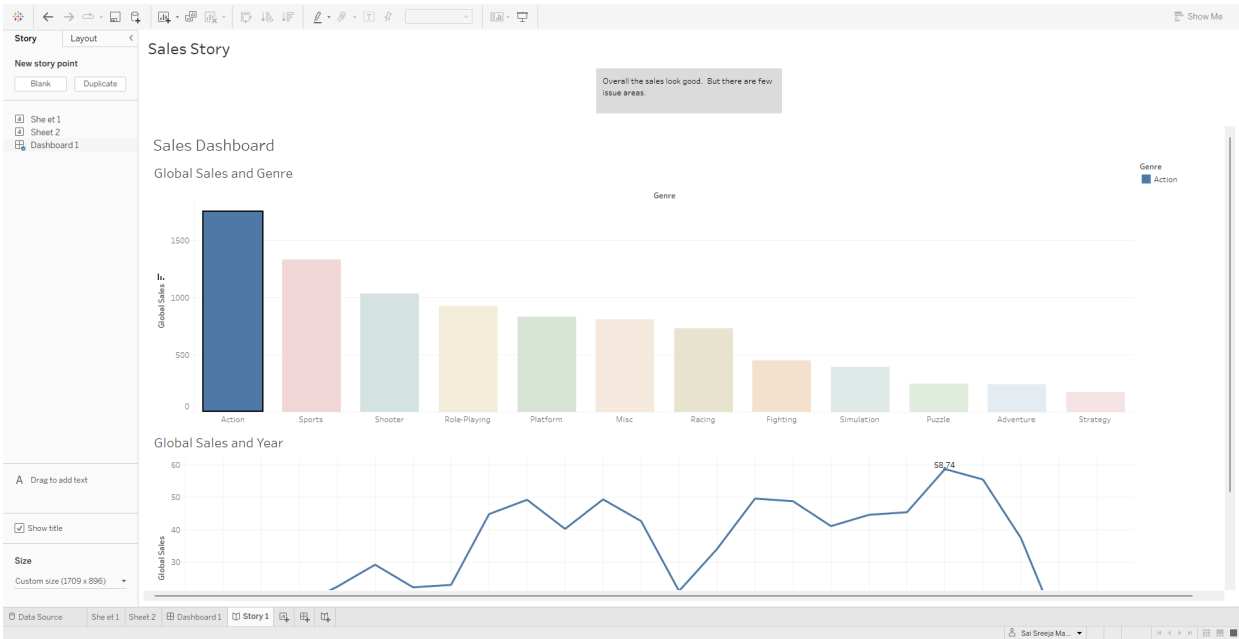 Show Me
Story
Layout
New story point
Blank
Duplicate
She et 1
Sheet 2
Dashboard 1
A Drag to add text
Show title
Size
Custom size (1709 x 896)
Sales Story
Overall the sales look good. But there are few
issue areas.
Sales Dashboard
Global Sales and Genre
Genre
Action
Genre
Global Sales
1500
1000
500
0
Action
Sports
Shooter
Role-Playing
Platform
Misc
Racing
Fighting
Simulation
Puzzle
Adventure
Strategy
Global Sales and Year
Global Sales
60
50
40
30
58.74
Data Source
She et 1
Sheet 2
Dashboard 1
Story 1
Sai Sreeja Ma...